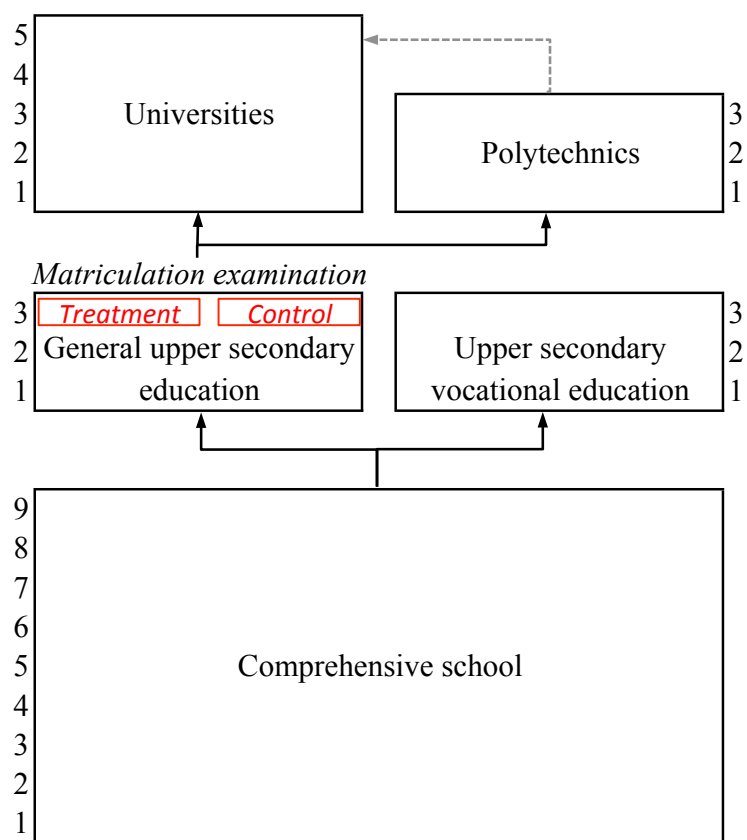 5
4
3
2
1
Universities
Polytechnics
3
2
1
Matriculation examination
3
2
1
Treatment
Control
General upper secondary
education
Upper secondary
vocational education
3
2
1
9
8
7
6
5
4
3
2
1
Comprehensive school